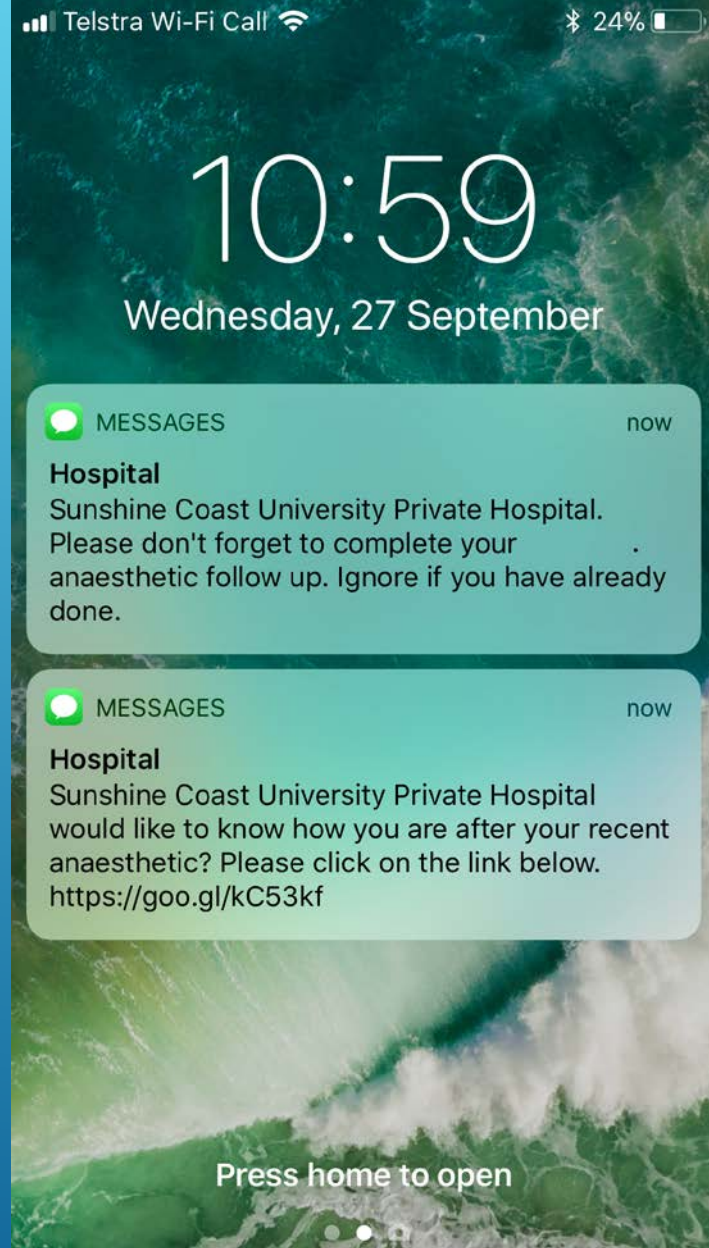 Telstra Wi-Fi Call 24%
10:59
Wednesday, 27 September
MESSAGES now
Hospital
Sunshine Coast University Private Hospital.
Please don't forget to complete your .
anaesthetic follow up. Ignore if you have already
done.
MESSAGES now
Hospital
Sunshine Coast University Private Hospital
would like to know how you are after your recent
anaesthetic? Please click on the link below.
https://goo.gl/kC53kf
Press home to open